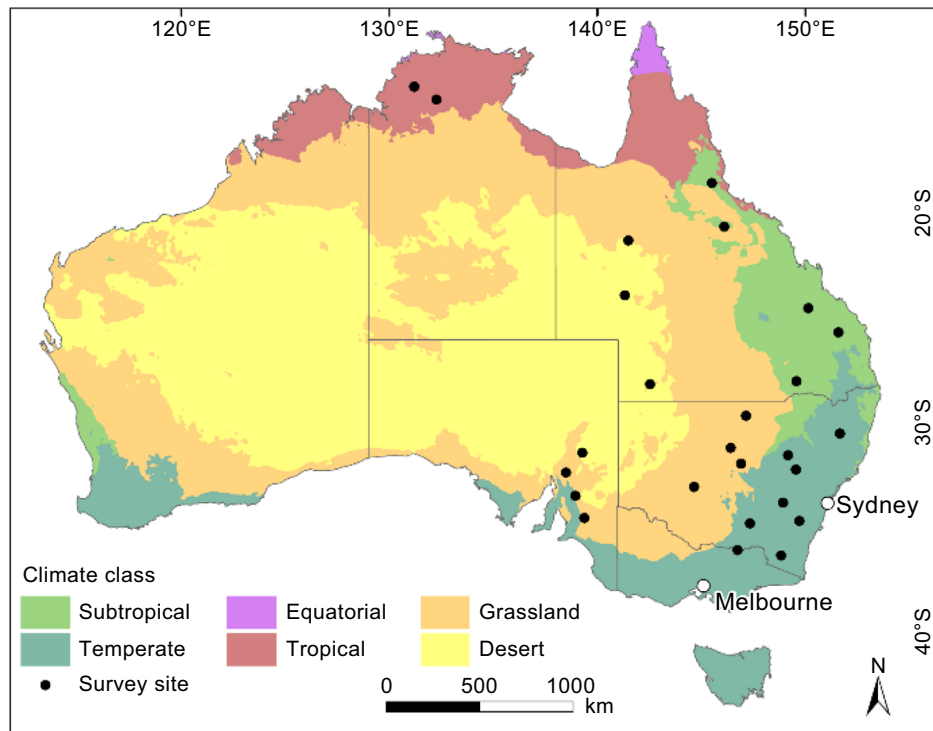 120°E 130°E 140°E 150°E
20°S
30°S
Sydney
Climate class
Melbourne
Subtropical Equatorial Grassland
40°S
Temperate Tropical Desert
Survey site
0 500 1000
km
N